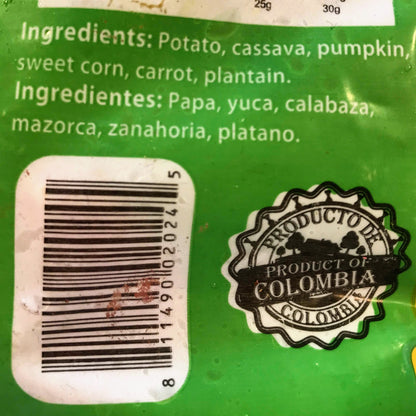 25g
30g
Ingredients: Potato, cassava, pumpkin,
sweet corn, carrot, plantain.
Ingredientes: Papa, yuca, calabaza,
mazorca, zanahoria, plátano.
8 11490 02024 5
PRODUCTO DE
PRODUCT OF
COLOMBIA
COLOMBIA